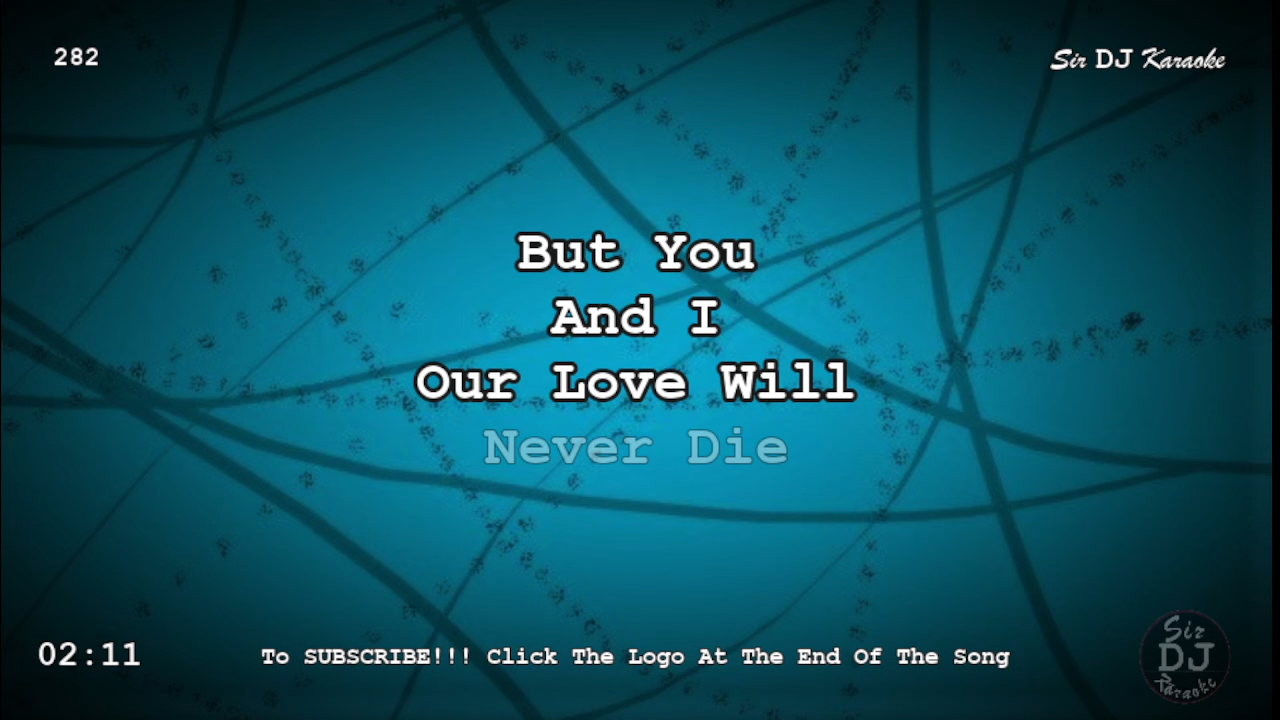 282
Sir DJ Karaoke
But You
And I
Our Love Will
Never Die
02:11
To SUBSCRIBE!!! Click The Logo At The End Of The Song
Sir
DJ
Karaoke